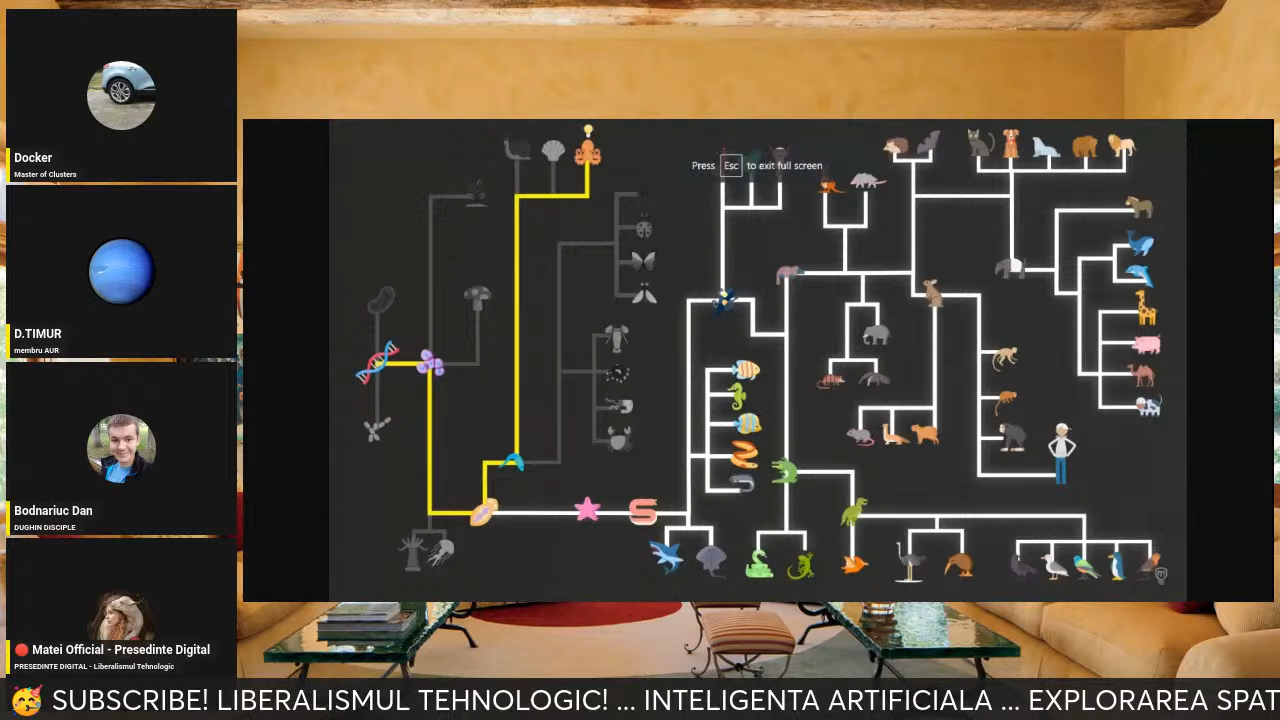 Docker
Master of Clusters
D.TIMUR
membru AUR
Bodnariuc Dan
DUGHIN DISCIPLE
Matei Official - Presedinte Digital
PRESEDINTE DIGITAL - Liberalismul Tehnologic
Press Esc to exit full screen
SUBSCRIBE! LIBERALISMUL TEHNOLOGIC! ... INTELIGENTA ARTIFICIALA ... EXPLORAREA SPAT